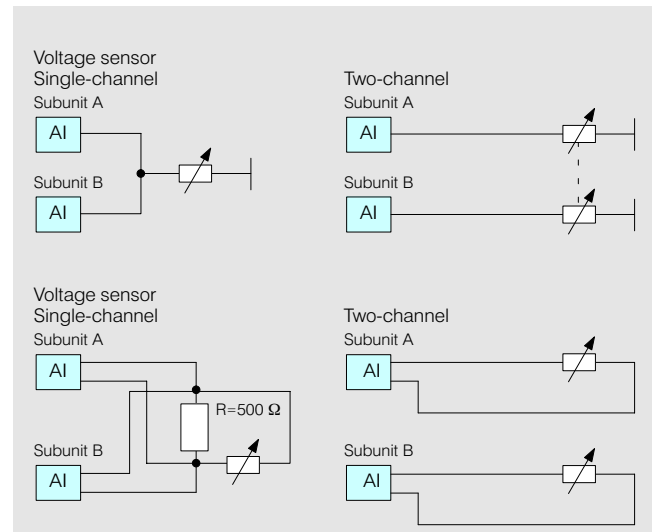 Voltage sensor
Single-channel
Subunit A
AI
Subunit B
AI
Two-channel
Subunit A
AI
Subunit B
AI
Voltage sensor
Single-channel
Subunit A
AI
R=500 Ω
Subunit B
AI
Two-channel
Subunit A
AI
Subunit B
AI